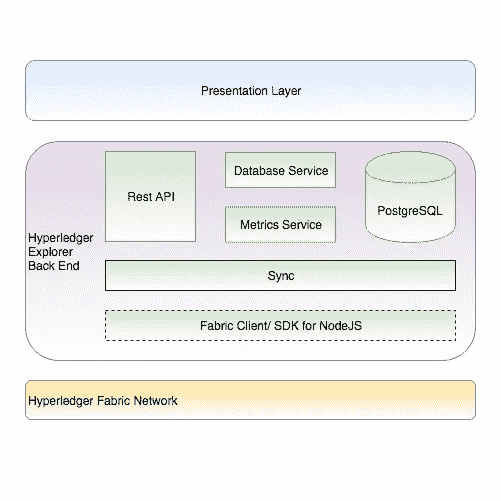 Presentation Layer
Rest API
Database Service
Metrics Service
PostgreSQL
Hyperledger
Explorer
Back End
Sync
Fabric Client/ SDK for NodeJS
Hyperledger Fabric Network